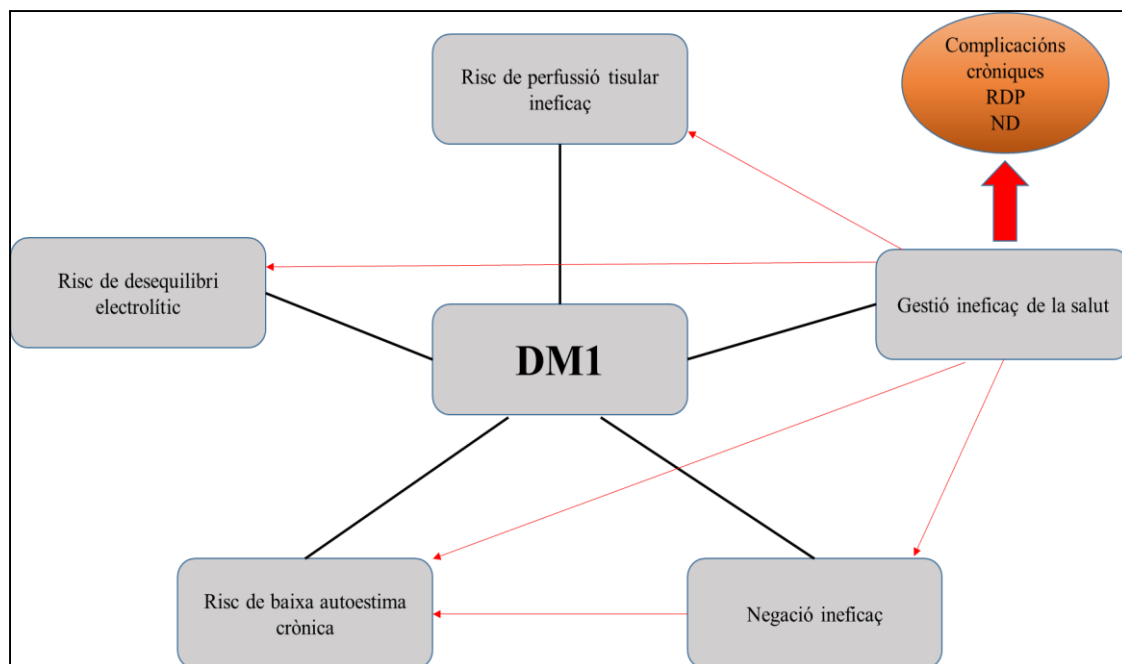 Complicacións
cròniques
RDP
ND
Risc de perfussió tisular
ineficaç
Risc de desequilibri
electrolític
Gestió ineficaç de la salut
DM1
Risc de baixa autoestima
crònica
Negació ineficaç